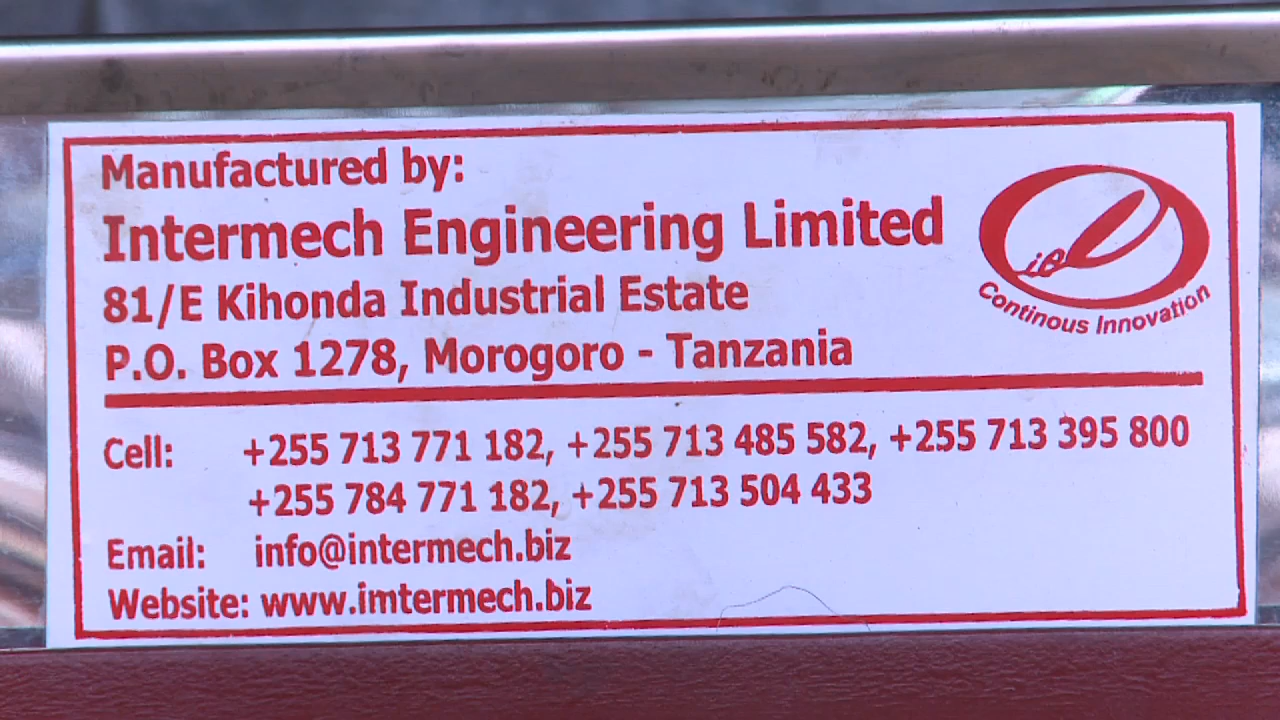 Manufactured by:
Intermech Engineering Limited
81/E Kihonda Industrial Estate
P.O. Box 1278, Morogoro - Tanzania
iel
Continous Innovation
Cell: +255 713 771 182, +255 713 485 582, +255 713 395 800
+255 784 771 182, +255 713 504 433
Email: info@intermech.biz
Website: www.imtermech.biz